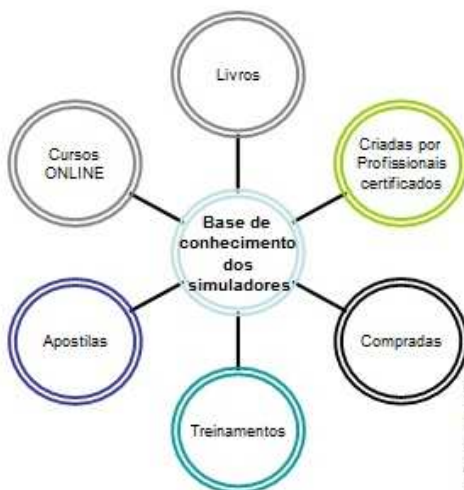 Livros
Cursos
ONLINE
Criadas por
Profissionais
certificados
Base de
conhecimento
dos
simuladores
Apostilas
Compradas
Treinamentos